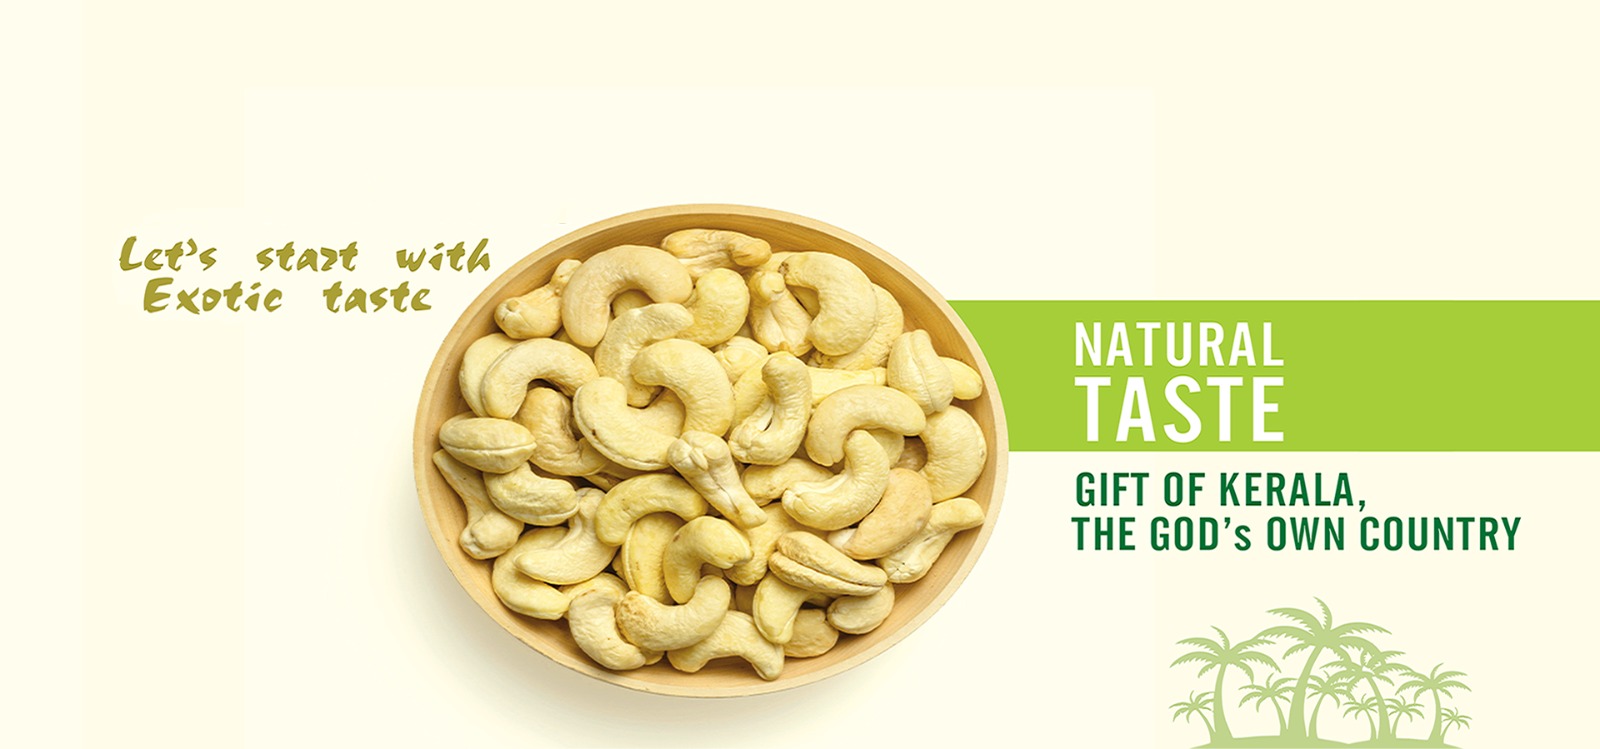 Let's start with
Exotic taste
NATURAL
TASTE
GIFT OF KERALA,
THE GOD's OWN COUNTRY